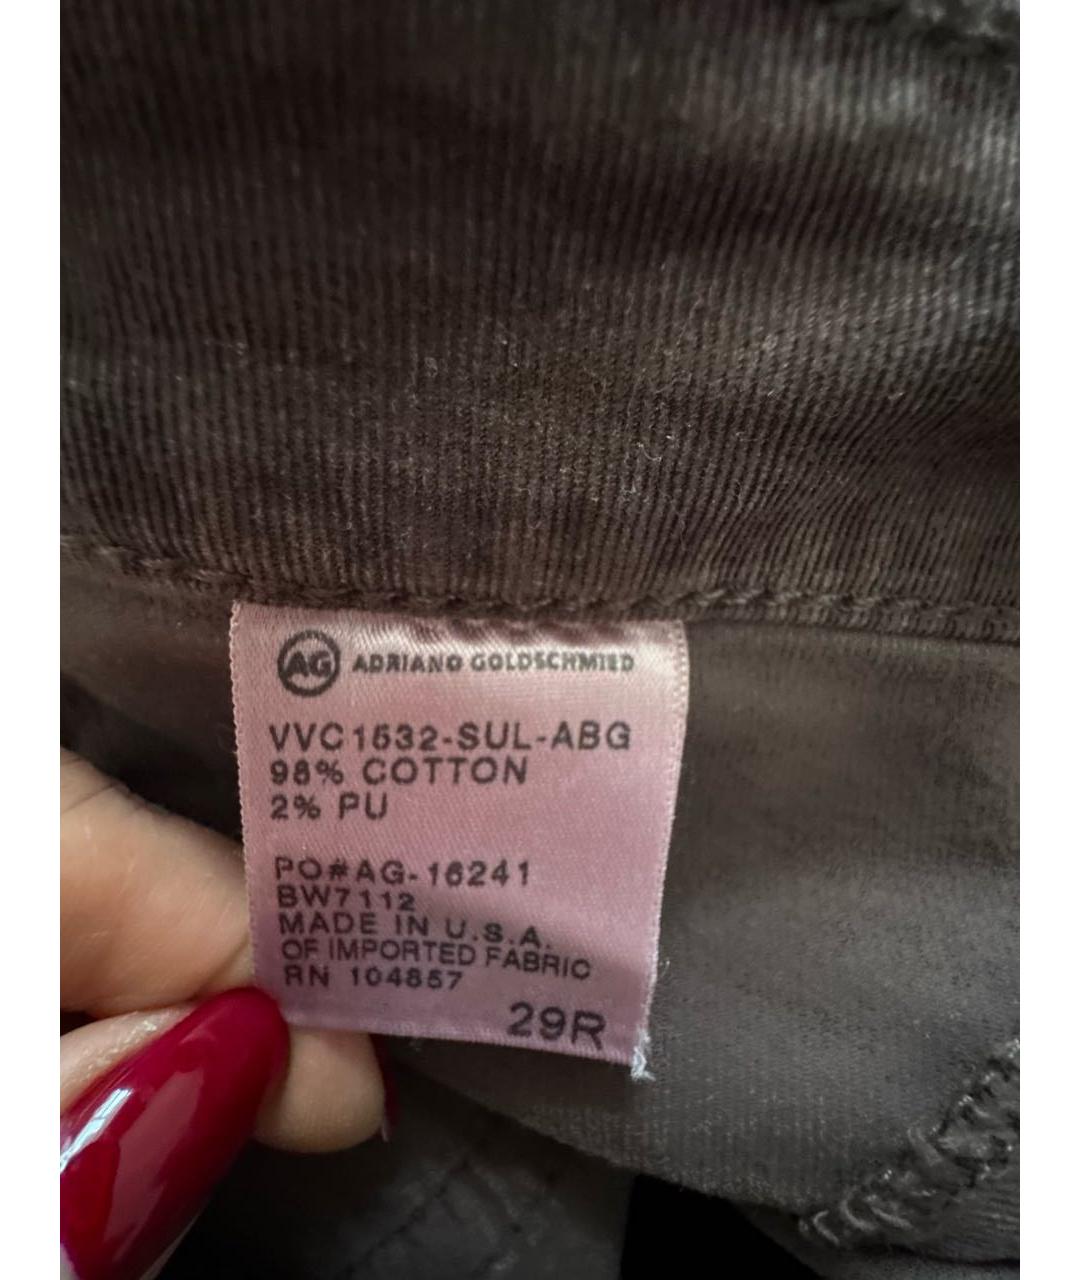 AG ADRIANO GOLDSCHMIED
VVC1532-SUL-ABG
98% COTTON
2% PU
PO#AG-16241
BW7112
MADE IN U.S.A.
OF IMPORTED FABRIC
RN 104857
29R